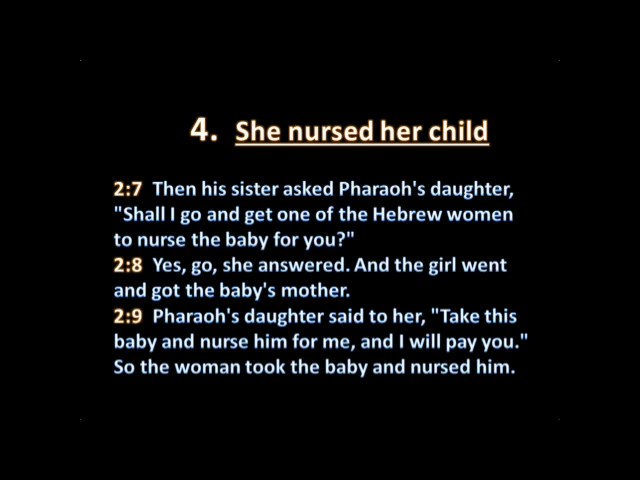 4. She nursed her child
2:7 Then his sister asked Pharaoh's daughter,
"Shall I go and get one of the Hebrew women
to nurse the baby for you?"
2:8 Yes, go, she answered. And the girl went
and got the baby's mother.
2:9 Pharaoh's daughter said to her, "Take this
baby and nurse him for me, and I will pay you."
So the woman took the baby and nursed him.